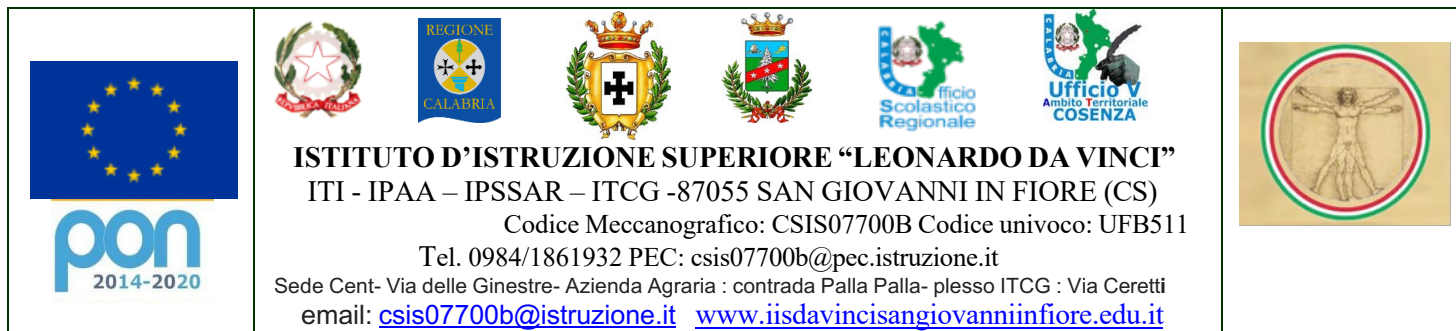 REPVBBLICA ITALIANA
REGIONE
CALABRIA
CALABRIA
Ufficio
Scolastico
Regionale
CALABRIA
Ufficio V
Ambito Territoriale
COSENZA
pon
2014-2020
ISTITUTO D’ISTRUZIONE SUPERIORE “LEONARDO DA VINCI”
ITI - IPAA – IPSSAR – ITCG -87055 SAN GIOVANNI IN FIORE (CS)
Codice Meccanografico: CSIS07700B Codice univoco: UFB511
Tel. 0984/1861932 PEC: csis07700b@pec.istruzione.it
Sede Cent- Via delle Ginestre- Azienda Agraria : contrada Palla Palla- plesso ITCG : Via Ceretti
email: csis07700b@istruzione.it www.iisdavincisangiovanniinfiore.edu.it